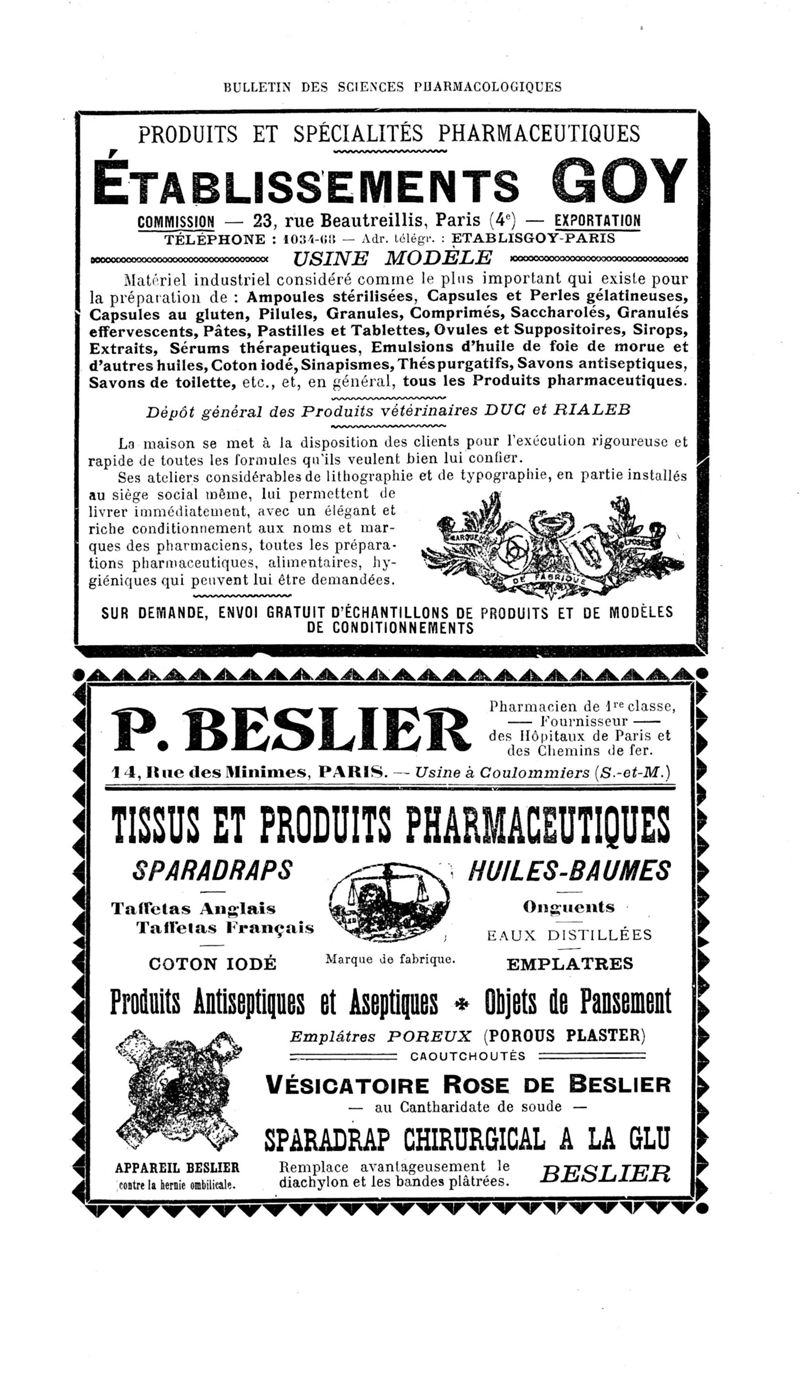 BULLETIN DES SCIENCES PHARMACOLOGIQUES
PRODUITS ET SPÉCIALITÉS PHARMACEUTIQUES
ÉTABLISSEMENTS GOY
COMMISSION — 23, rue Beautreillis, Paris (4e) — EXPORTATION
TÉLÉPHONE : 1034-68 — Adr. télégr. : ETABLISGOY-PARIS
USINE MODÈLE
Matériel industriel considéré comme le plus important qui existe pour
la préparation de : Ampoules stérilisées, Capsules et Perles gélatineuses,
Capsules au gluten, Pilules, Granules, Comprimés, Saccharolés, Granulés
effervescents, Pâtes, Pastilles et Tablettes, Ovules et Suppositoires, Sirops,
Extraits, Sérums thérapeutiques, Emulsions d'huile de foie de morue et
d'autres huiles, Coton iodé, Sinapismes, Thés purgatifs, Savons antiseptiques,
Savons de toilette, etc., et, en général, tous les Produits pharmaceutiques.
Dépôt général des Produits vétérinaires DUC et RIALEB
La maison se met à la disposition des clients pour l'exécution rigoureuse et
rapide de toutes les formules qu'ils veulent bien lui confier.
Ses ateliers considérables de lithographie et de typographie, en partie installés
au siège social même, lui permettent de
livrer immédiatement, avec un élégant et
riche conditionnement aux noms et mar-
ques des pharmaciens, toutes les prépara-
tions pharmaceutiques, alimentaires, hy-
giéniques qui peuvent lui être demandées.
MARQUE
DÉPOSÉE
DE FABRIQUE
SUR DEMANDE, ENVOI GRATUIT D'ÉCHANTILLONS DE PRODUITS ET DE MODÈLES
DE CONDITIONNEMENTS
P. BESLIER
Pharmacien de 1re classe,
— Fournisseur —
des Hôpitaux de Paris et
des Chemins de fer.
14, Rue des Minimes, PARIS. — Usine à Coulommiers (S.-et-M.)
TISSUS ET PRODUITS PHARMACEUTIQUES
SPARADRAPS
HUILES-BAUMES
Taffetas Anglais
Taffetas Français
COTON IODÉ
Marque de fabrique.
Onguents
EAUX DISTILLÉES
EMPLATRES
Produits Antiseptiques et Aseptiques ✠ Objets de Pansement
Emplâtres POREUX (POROUS PLASTER)
CAOUTCHOUTÉS
VÉSICATOIRE ROSE DE BESLIER
— au Cantharidate de soude —
SPARADRAP CHIRURGICAL A LA GLU
APPAREIL BESLIER
contre la hernie ombilicale.
Remplace avantageusement le
diachylon et les bandes plâtrées.
BESLIER